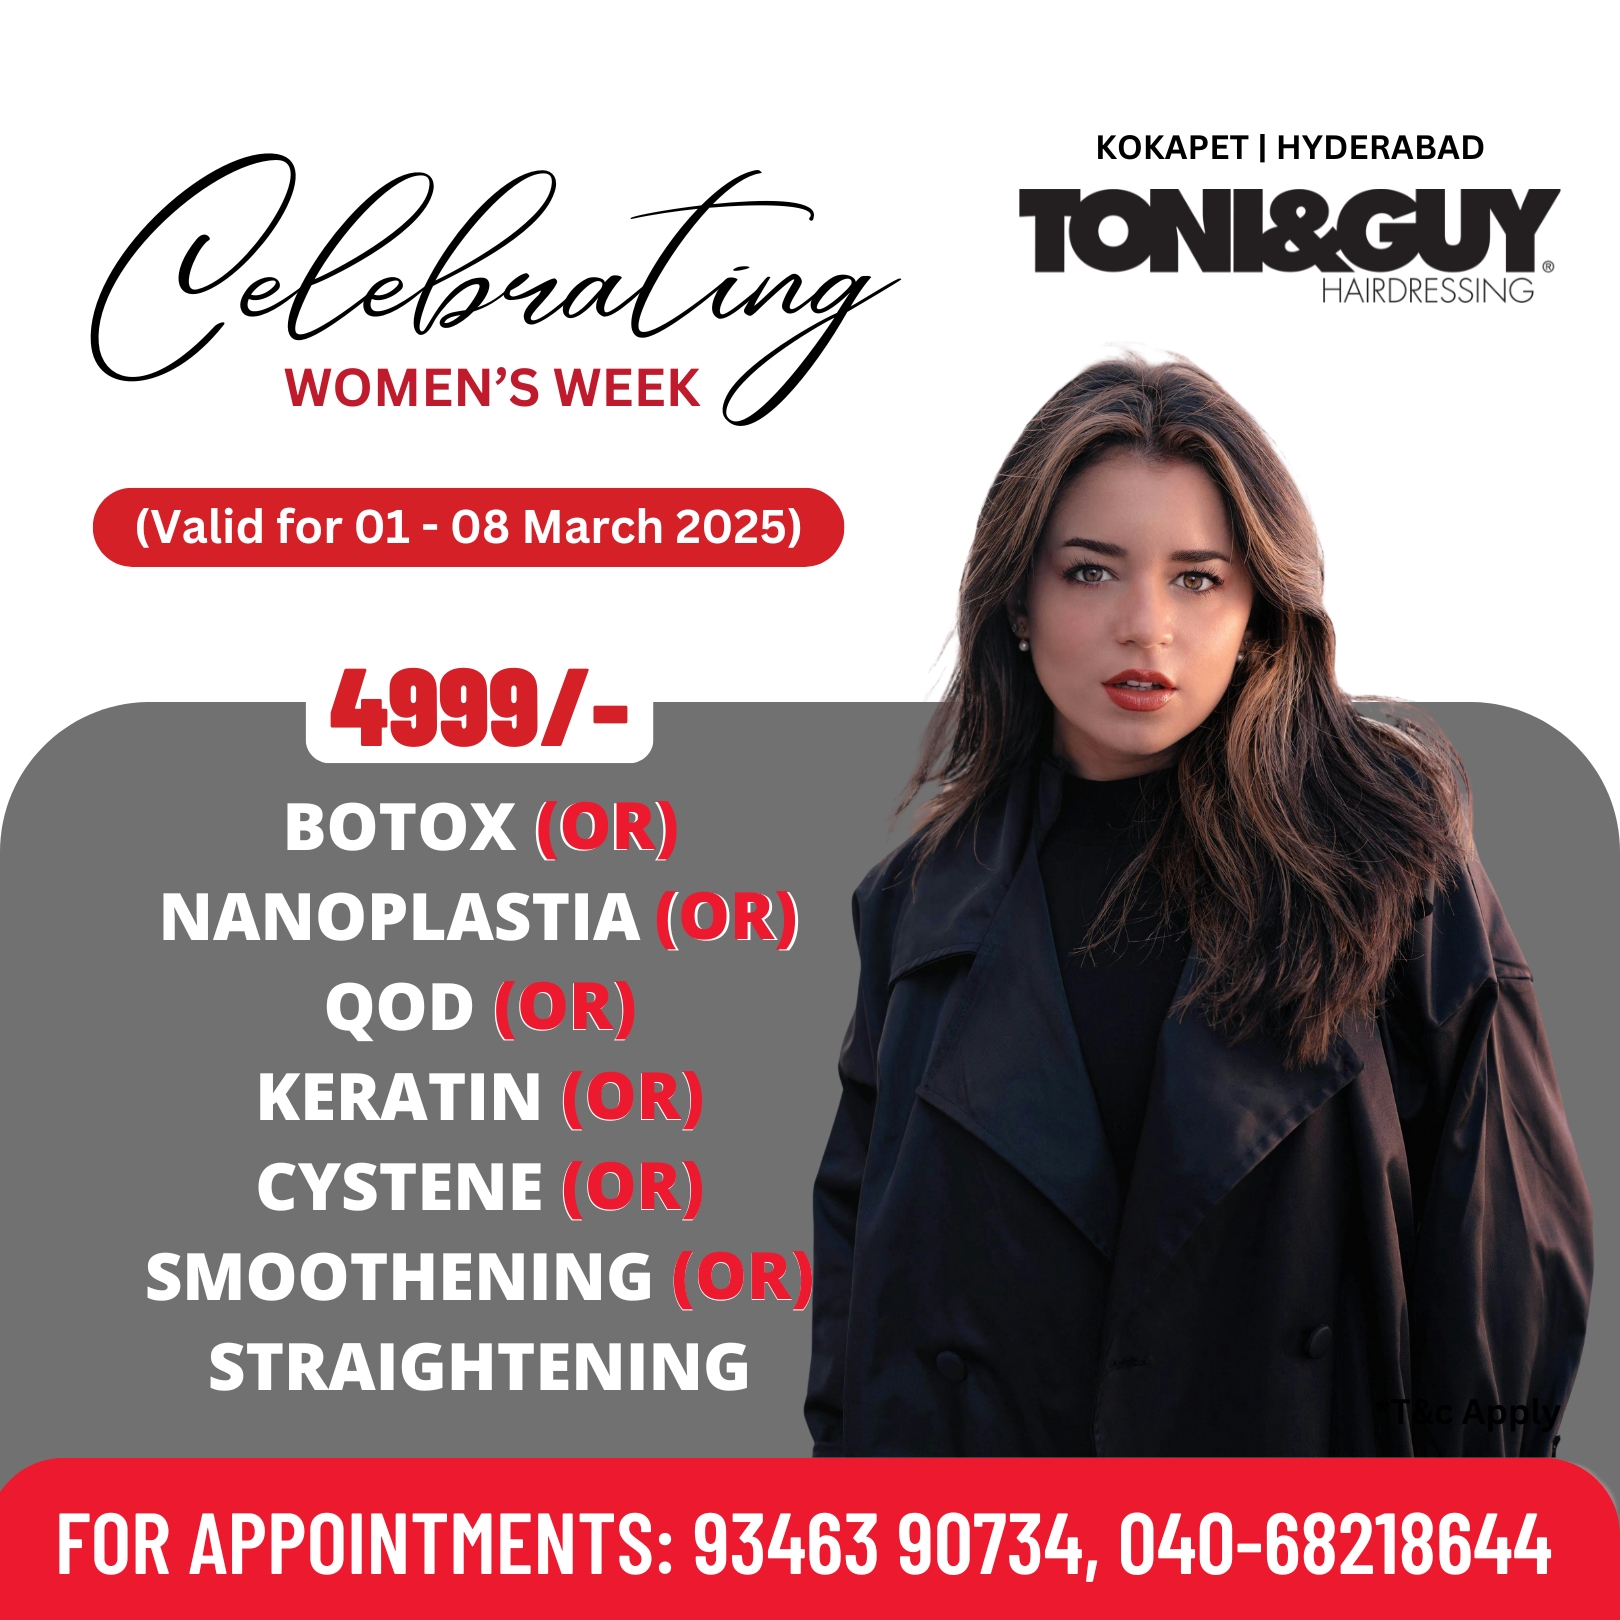 KOKAPET | HYDERABAD
TONI&GUY®
HAIRDRESSING
Celebrating
WOMEN'S WEEK
(Valid for 01 - 08 March 2025)
4999/-
BOTOX (OR)
NANOPLASTIA (OR)
QOD (OR)
KERATIN (OR)
CYSTENE (OR)
SMOOTHENING (OR)
STRAIGHTENING
*T&c Apply
FOR APPOINTMENTS: 93463 90734, 040-68218644